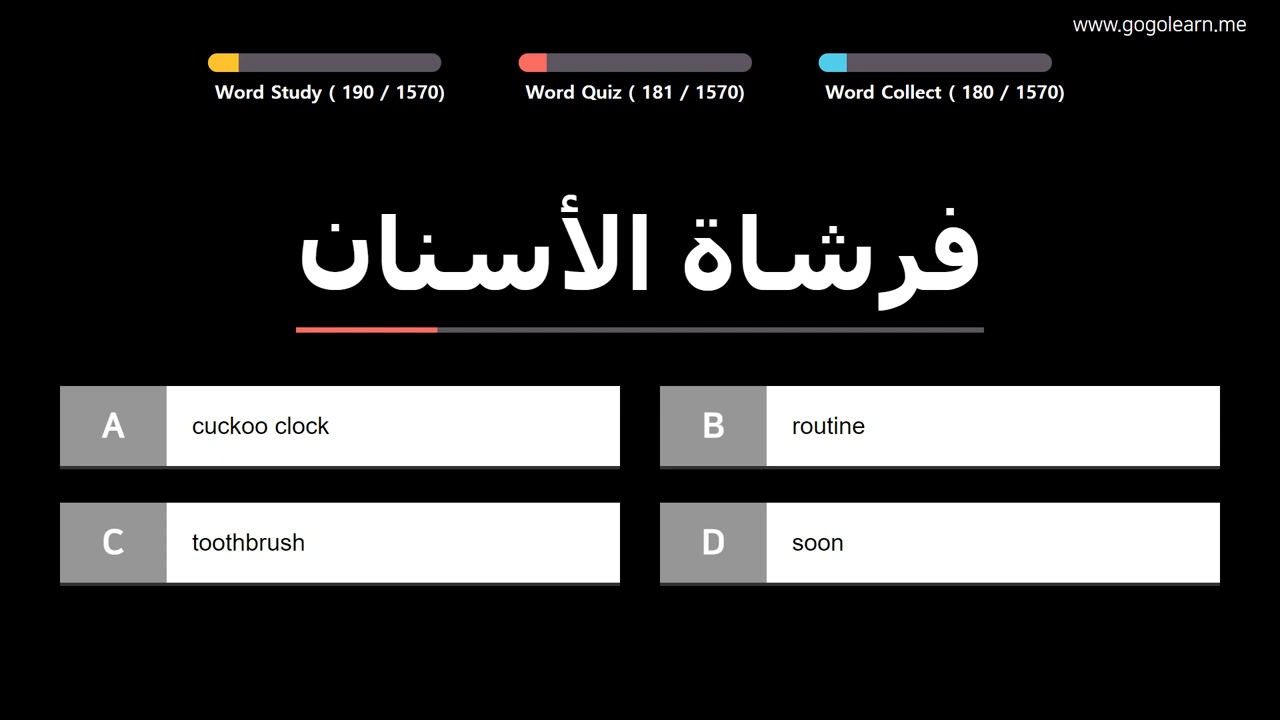 www.gogolearn.me
Word Study ( 190 / 1570)
Word Quiz ( 181 / 1570)
Word Collect ( 180 / 1570)
فرشاة الأسنان
A
cuckoo clock
B
routine
C
toothbrush
D
soon